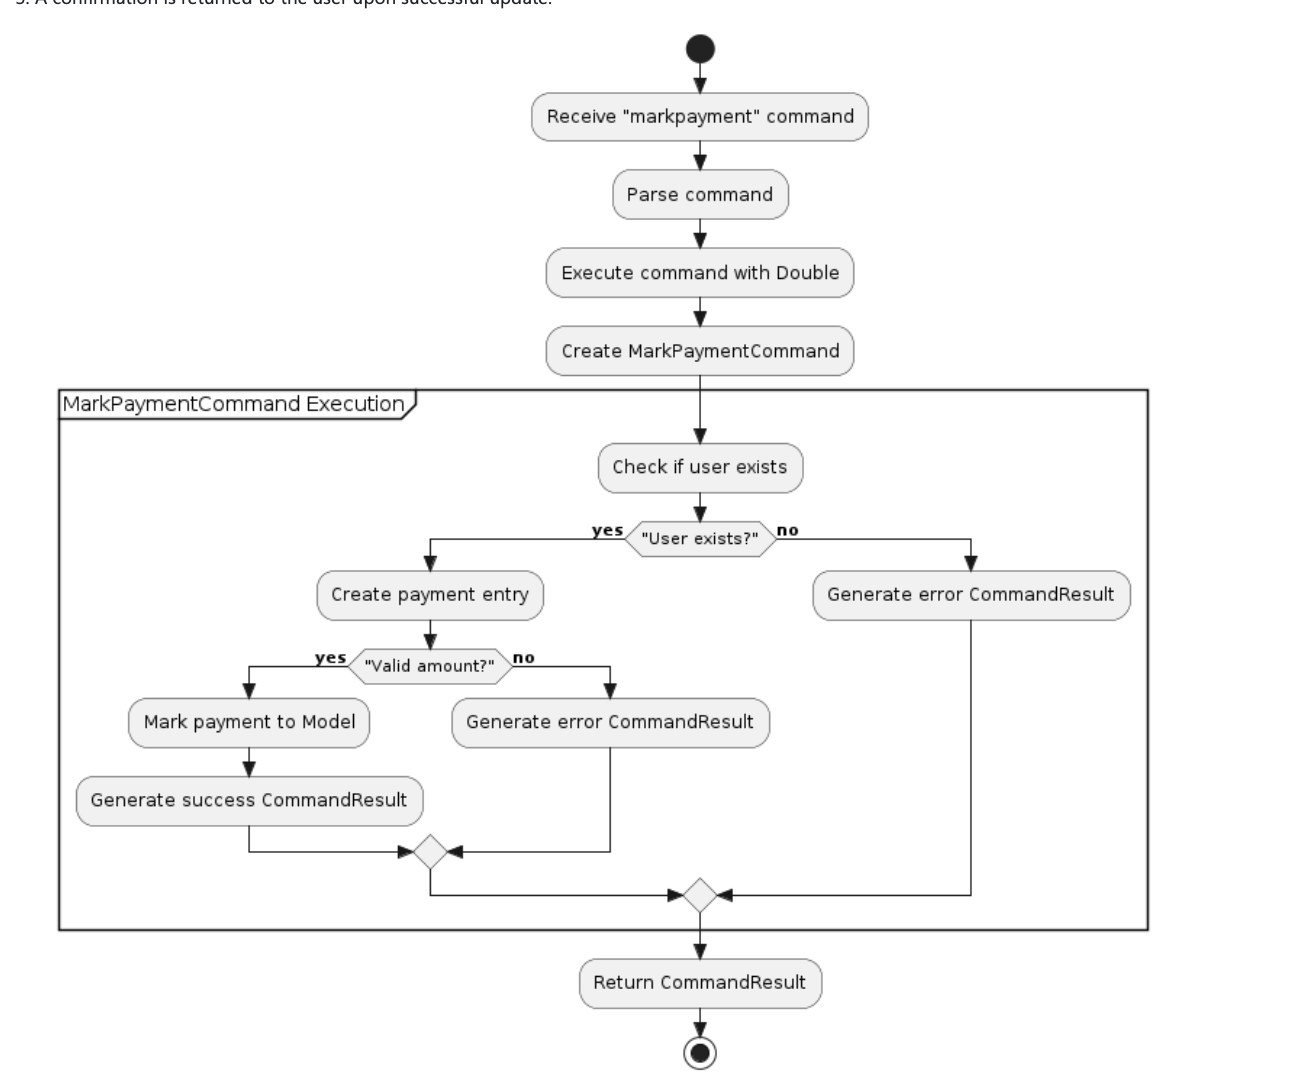 5. A confirmation is returned to the user upon successful update.
Receive "markpayment" command
Parse command
Execute command with Double
Create MarkPaymentCommand
MarkPaymentCommand Execution
Check if user exists
yes
"User exists?"
no
Create payment entry
Generate error CommandResult
yes
"Valid amount?"
no
Mark payment to Model
Generate error CommandResult
Generate success CommandResult
Return CommandResult